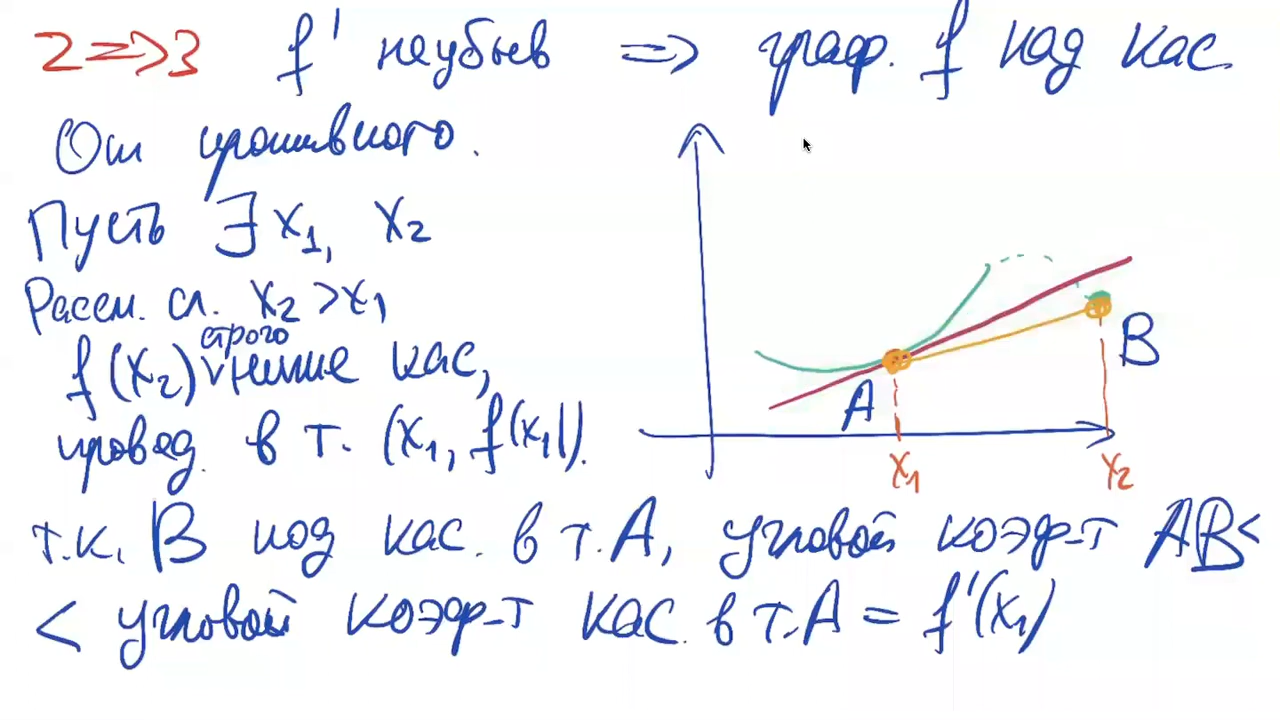 2=>3 f' неубыв => граф. f над кас.
От противного.
Пусть ∃ x₁, x₂
Рассм. сл. x₂ > x₁
строго
f(x₂) ниже кас,
провед. в т. (x₁, f(x₁)).
A
B
x₁
x₂
т.к. B под кас. в т. A, угловой коэф-т AB <
< угловой коэф-т кас. в т. A = f'(x₁)